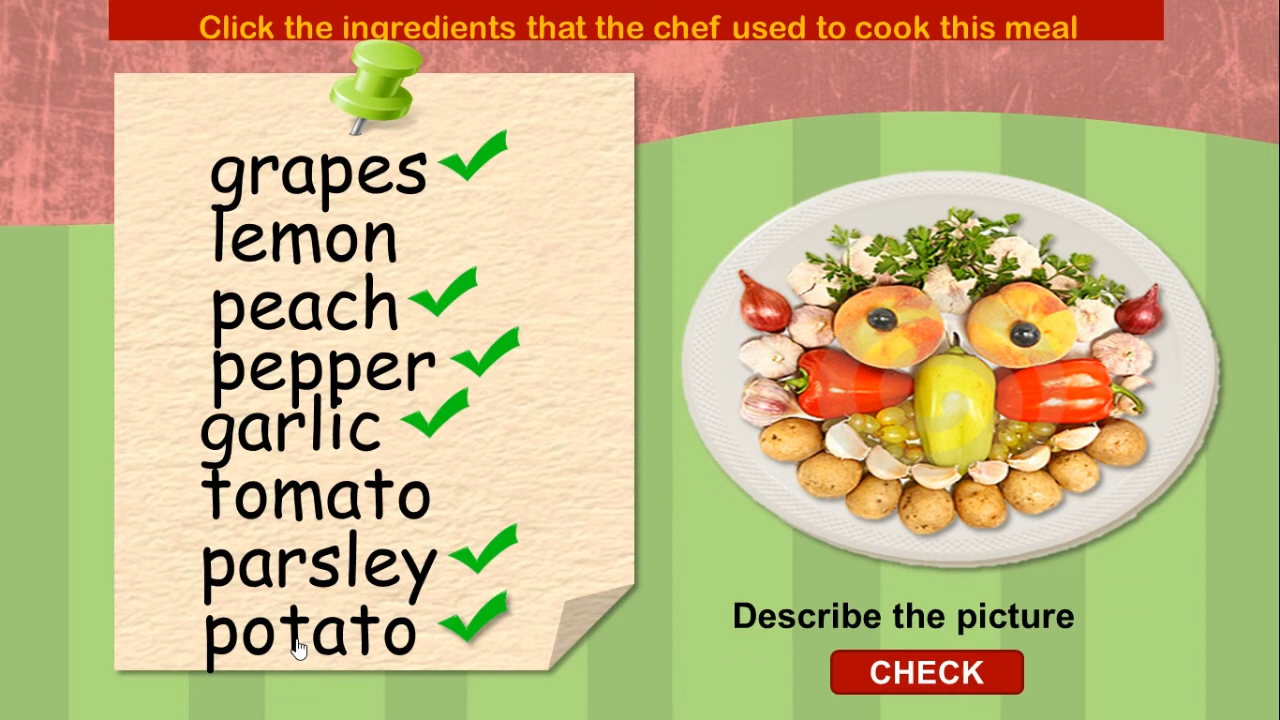 Click the ingredients that the chef used to cook this meal
grapes
lemon
peach
pepper
garlic
tomato
parsley
potato
Describe the picture
CHECK